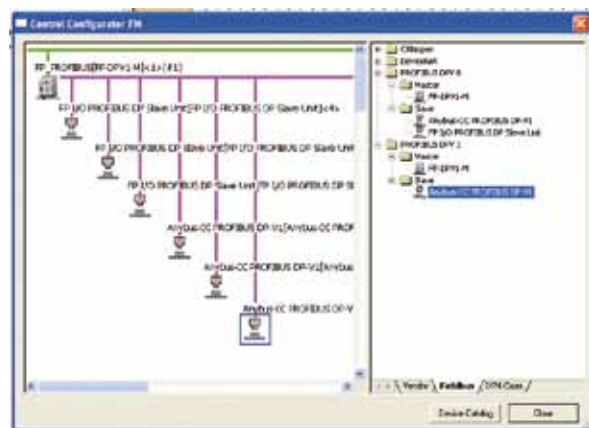 Control Configurator FM
FP_PROFIBUS[FP-DPV1-M]<1>(#1)
FP I/O PROFIBUS DP Slave Unit[FP I/O PROFIBUS DP Slave Unit]<4>
FP I/O PROFIBUS DP Slave Unit[FP I/O PROFIBUS DP Slave Unit
FP I/O PROFIBUS DP Slave Unit[FP I/O PROFIBUS DP Sl
Anybus-CC PROFIBUS DP-V1[Anybus-CC PROF
Anybus-CC PROFIBUS DP-V1[Anybus
Anybus-CC PROFIBUS DP-V
CANopen
DeviceNet
PROFIBUS DPV 0
Master
FP-DPV1-M
Slave
Anybus-CC PROFIBUS DP-V1
FP I/O PROFIBUS DP Slave Unit
PROFIBUS DPV 1
Master
FP-DPV1-M
Slave
Anybus-CC PROFIBUS DP-V1
Vendor Fieldbus DTM Class
Device Catalog Close